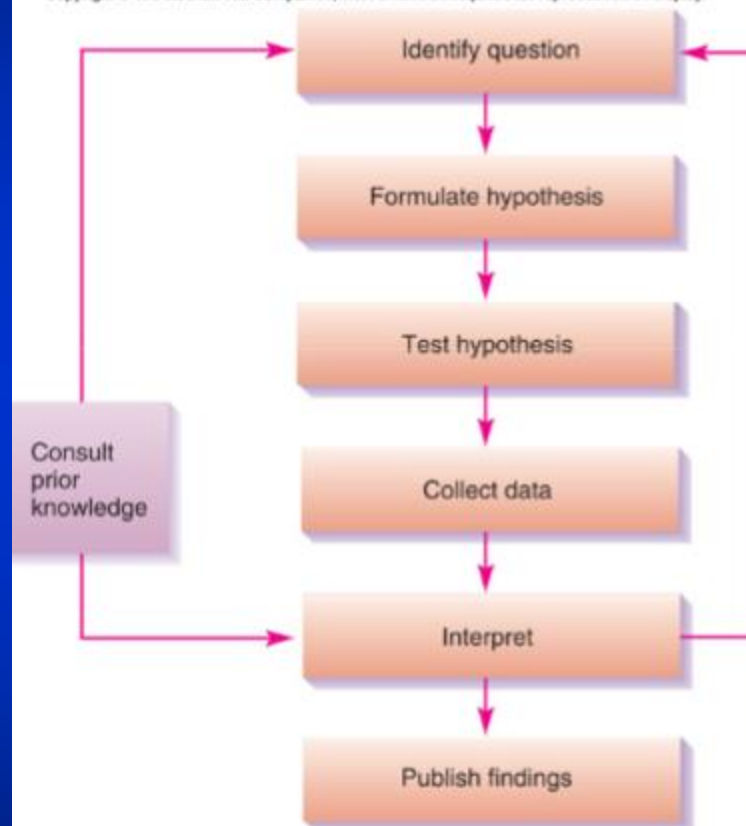 Identify question
Formulate hypothesis
Test hypothesis
Collect data
Consult
prior
knowledge
Interpret
Publish findings